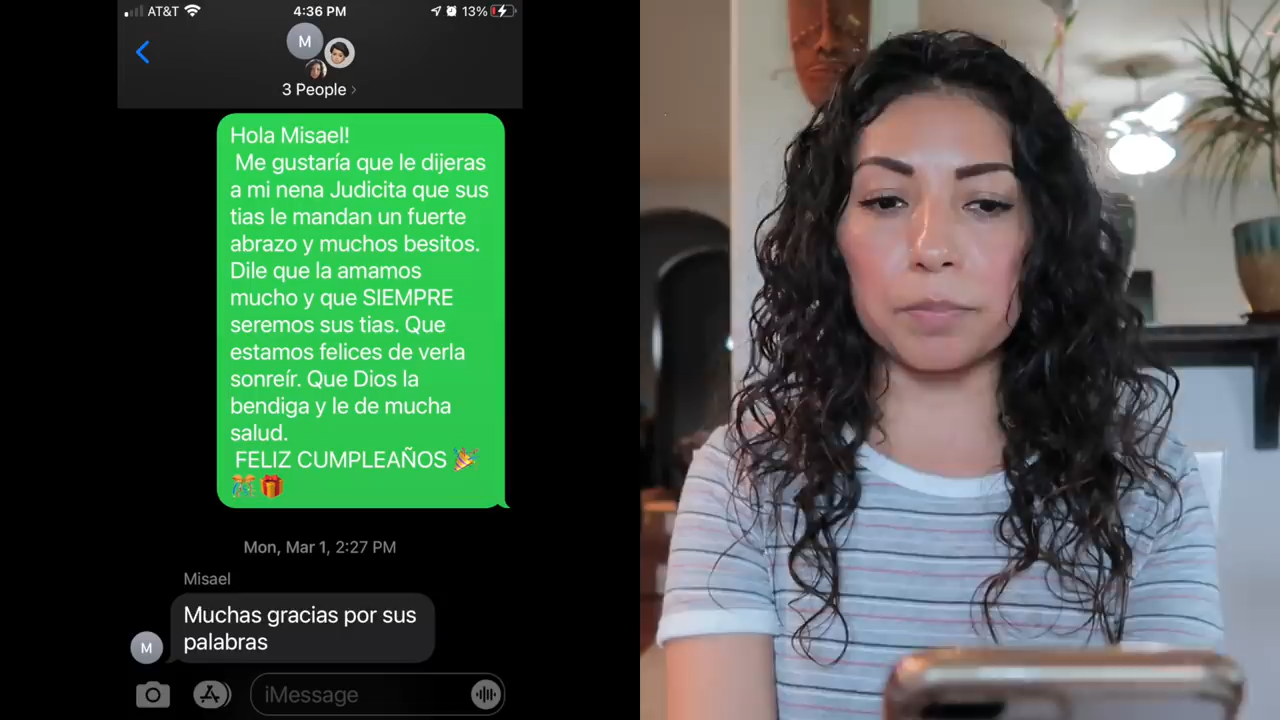 AT&T 4:36 PM 13%
M
3 People >
Hola Misael!
Me gustaría que le dijeras
a mi nena Judicita que sus
tias le mandan un fuerte
abrazo y muchos besitos.
Dile que la amamos
mucho y que SIEMPRE
seremos sus tias. Que
estamos felices de verla
sonreír. Que Dios la
bendiga y le de mucha
salud.
FELIZ CUMPLEAÑOS 🎉
🎊🎁
Mon, Mar 1, 2:27 PM
Misael
Muchas gracias por sus
palabras
M
iMessage